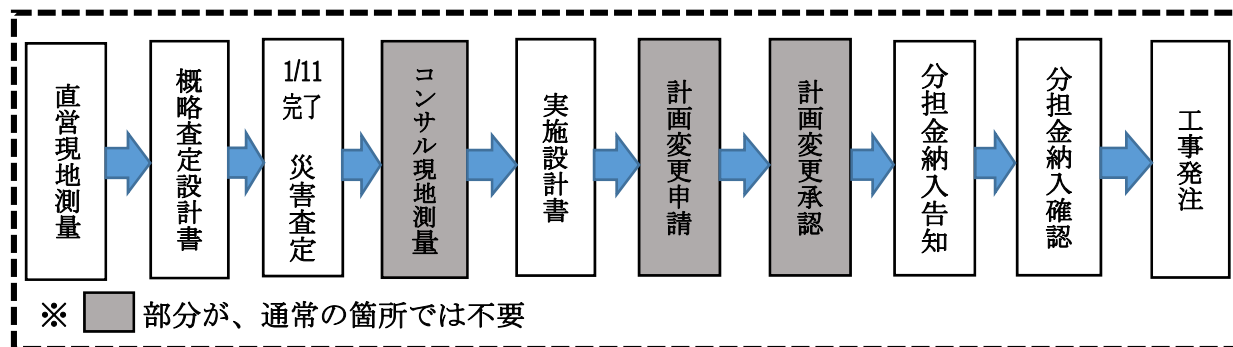 直営現地測量
概略査定設計書
1/11
完了
災害査定
コンサル現地測量
実施設計書
計画変更申請
計画変更承認
分担金納入告知
分担金納入確認
工事発注
※ 部分が、通常の箇所では不要